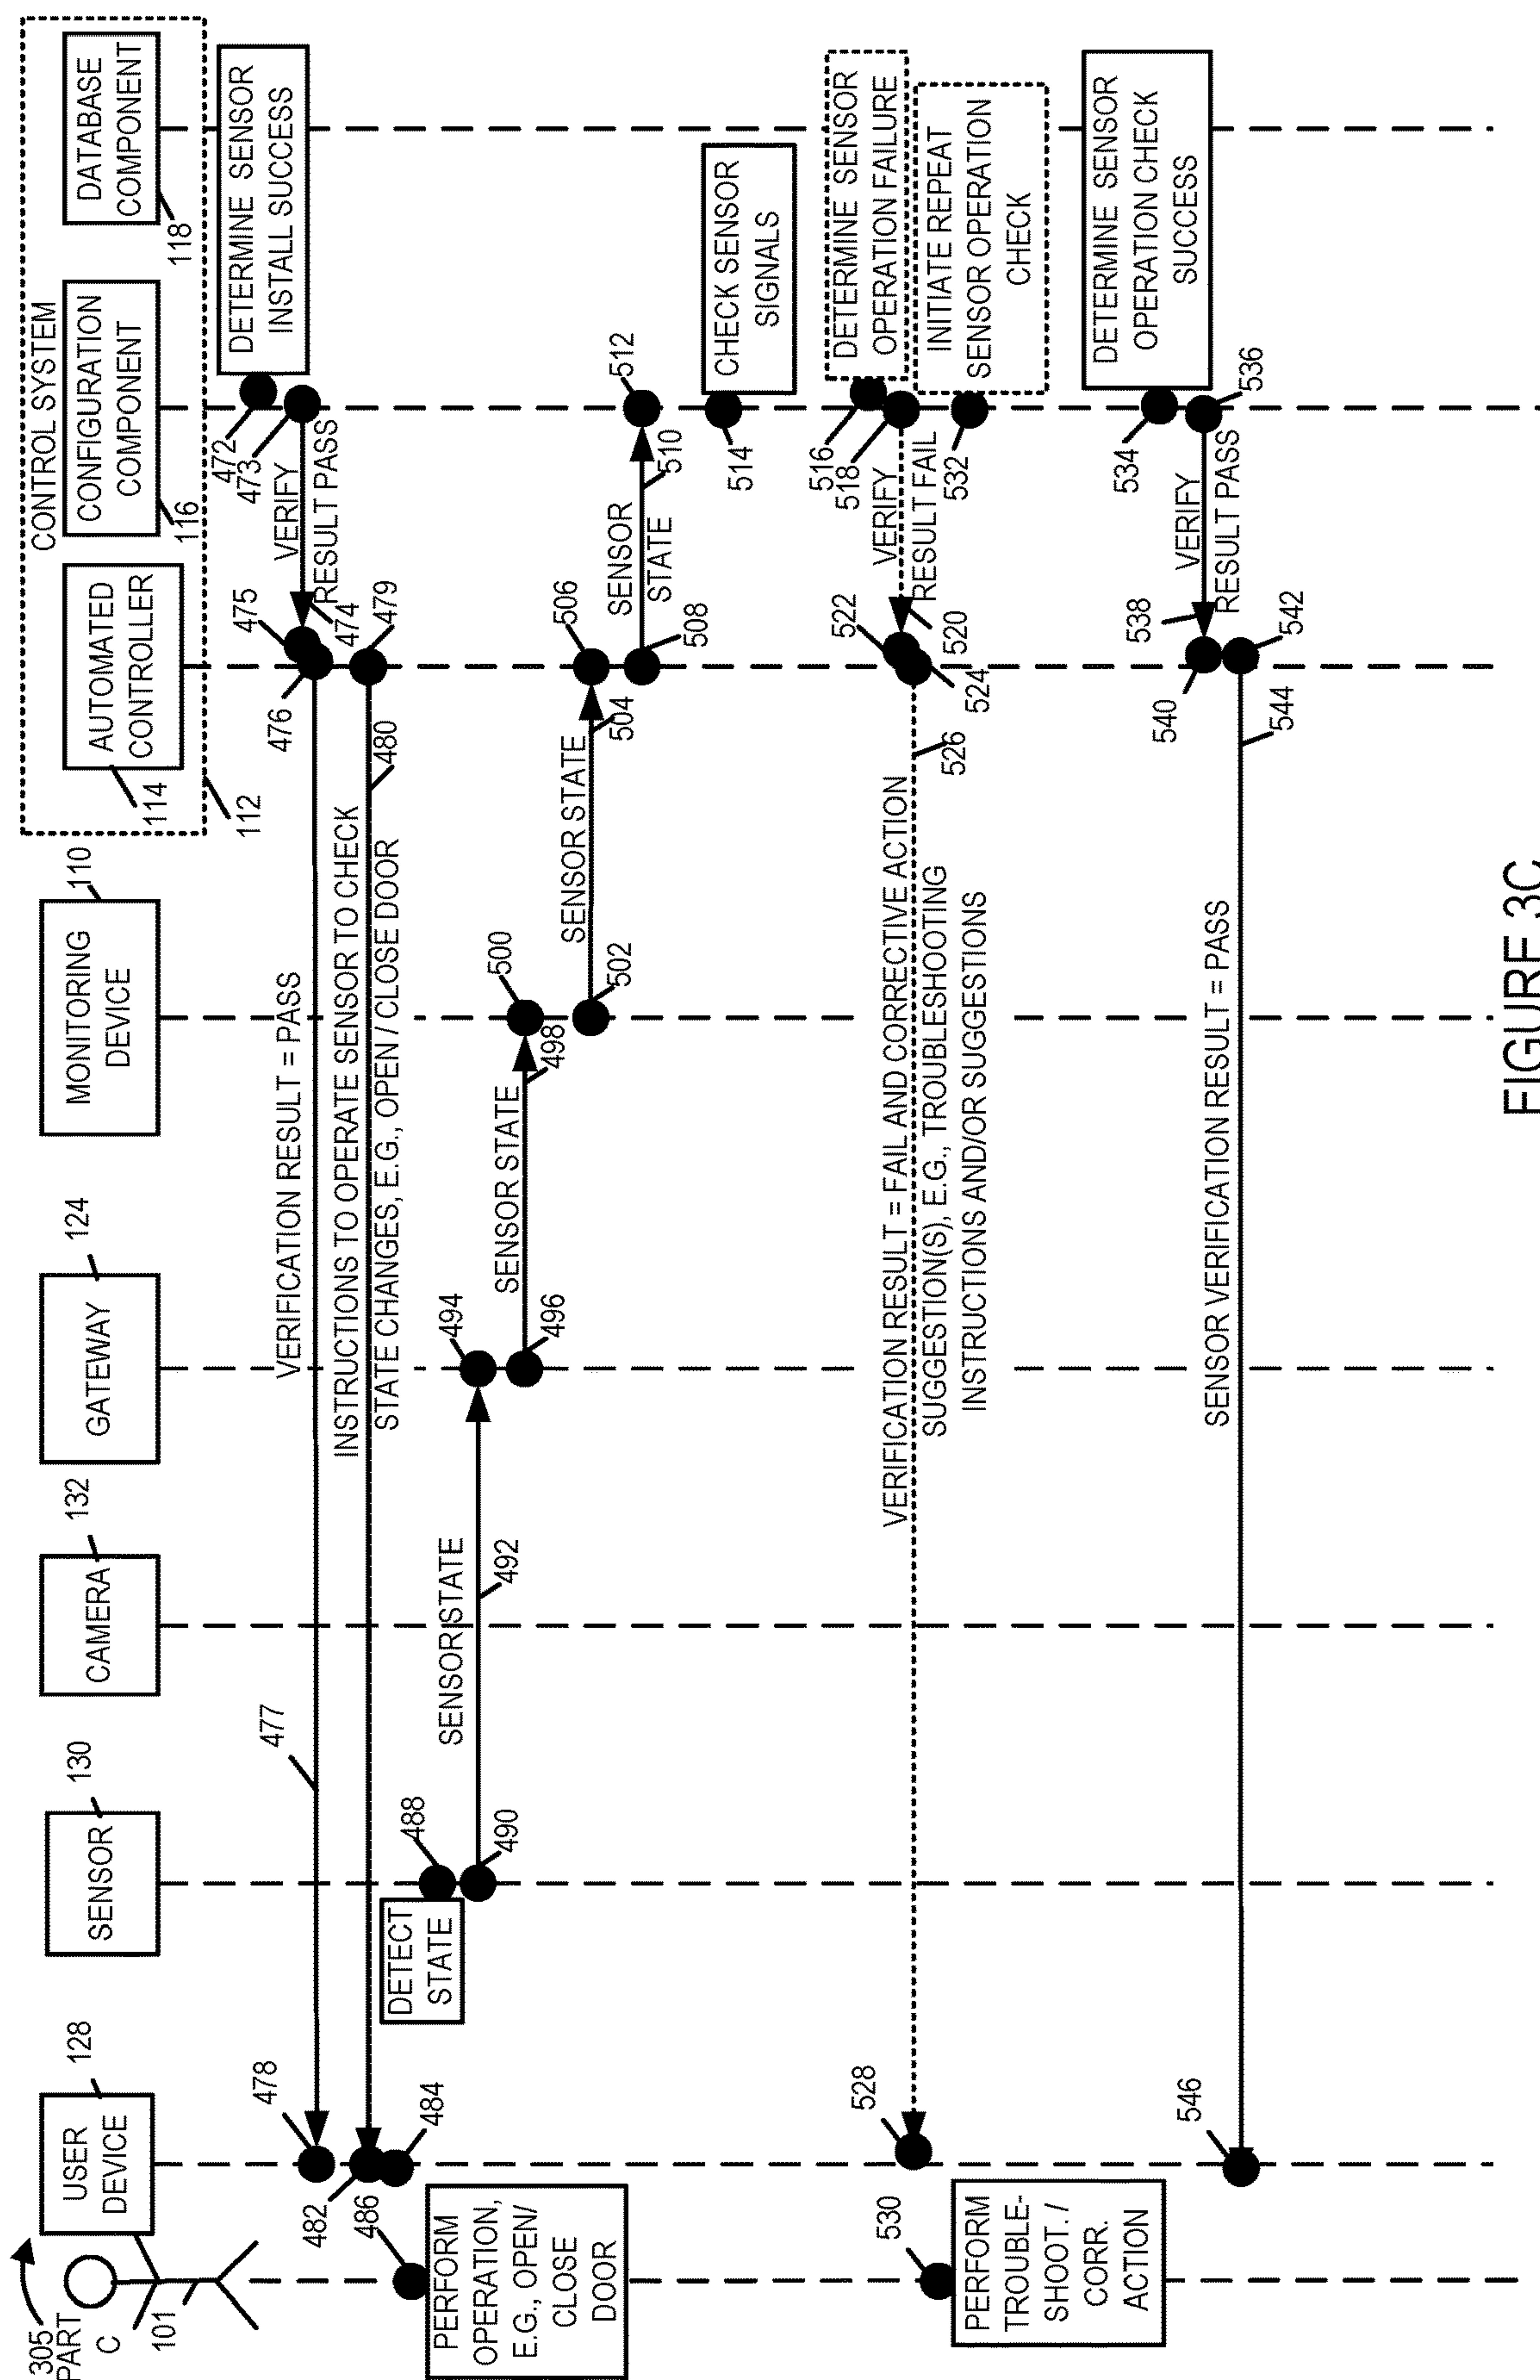 305
PART
C
101
USER
DEVICE
128
SENSOR
130
CAMERA
132
GATEWAY
124
MONITORING
DEVICE
110
CONTROL SYSTEM
AUTOMATED
CONTROLLER
114
CONFIGURATION
COMPONENT
116
DATABASE
COMPONENT
118
112
DETERMINE SENSOR
INSTALL SUCCESS
472
473
VERIFY
RESULT PASS
474
475
476
VERIFICATION RESULT = PASS
477
478
479
480
INSTRUCTIONS TO OPERATE SENSOR TO CHECK
STATE CHANGES, E.G., OPEN / CLOSE DOOR
482
484
486
PERFORM
OPERATION,
E.G., OPEN/
CLOSE
DOOR
DETECT
STATE
488
490
SENSOR STATE
492
494
496
SENSOR STATE
498
500
502
SENSOR STATE
504
506
508
SENSOR
STATE
510
512
CHECK SENSOR
SIGNALS
514
DETERMINE SENSOR
OPERATION FAILURE
516
518
VERIFY
RESULT FAIL
520
522
524
INITIATE REPEAT
SENSOR OPERATION
CHECK
532
VERIFICATION RESULT = FAIL AND CORRECTIVE ACTION
SUGGESTION(S), E.G., TROUBLESHOOTING
INSTRUCTIONS AND/OR SUGGESTIONS
526
528
530
PERFORM
TROUBLE-
SHOOT. /
CORR.
ACTION
DETERMINE SENSOR
OPERATION CHECK
SUCCESS
534
536
VERIFY
RESULT PASS
538
540
542
544
SENSOR VERIFICATION RESULT = PASS
546
FIGURE 3C